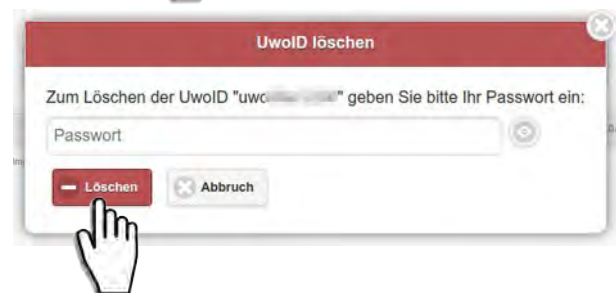 UwoID löschen
Zum Löschen der UwoID "uwo " geben Sie bitte Ihr Passwort ein:
Passwort
Löschen
Abbruch